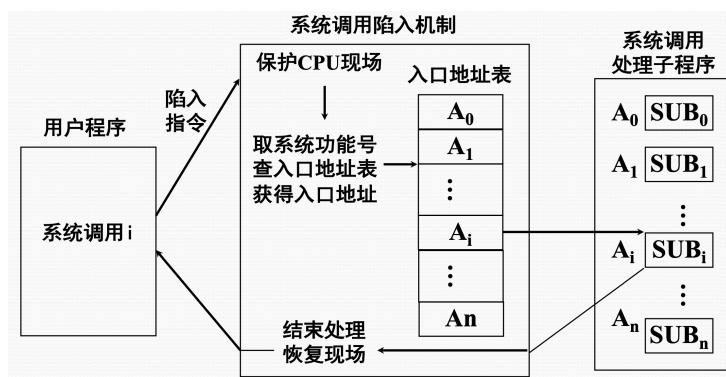 系统调用陷入机制
系统调用
处理子程序
保护CPU现场
入口地址表
陷入
指令
用户程序
取系统功能号
查入口地址表
获得入口地址
系统调用i
结束处理
恢复现场
A₀
A₁
⋮
Aᵢ
⋮
An
A₀ SUB₀
A₁ SUB₁
⋮
Aᵢ SUBᵢ
⋮
Aₙ SUBₙ